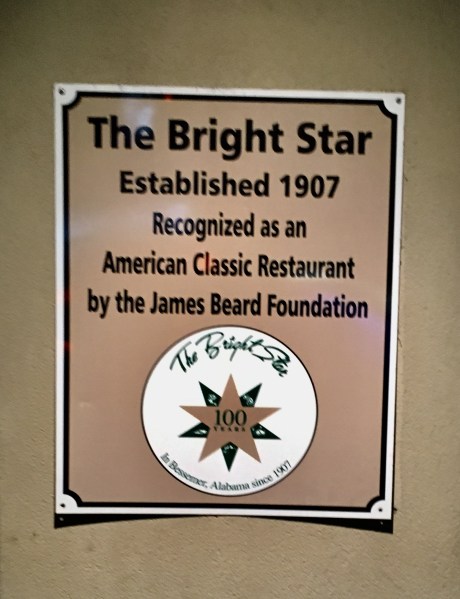 The Bright Star
Established 1907
Recognized as an
American Classic Restaurant
by the James Beard Foundation
The Bright Star
100
YEARS
In Bessemer, Alabama since 1907